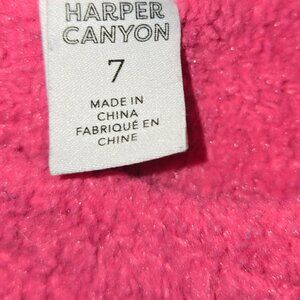 HARPER
CANYON
7
MADE IN
CHINA
FABRIQUÉ EN
CHINE